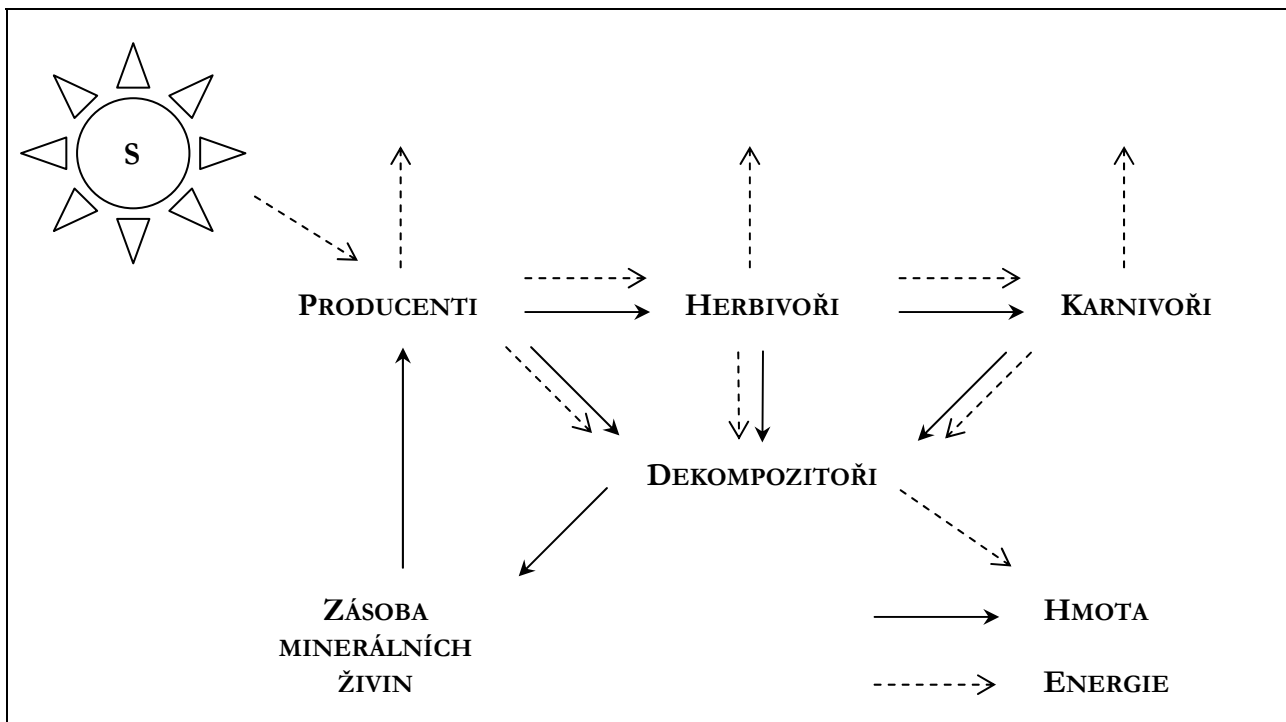 S
PRODUCENTI
HERBIVOŘI
KARNIVOŘI
DEKOMPOZITOŘI
ZÁSOBA
MINERÁLNÍCH
ŽIVIN
HMOTA
ENERGIE